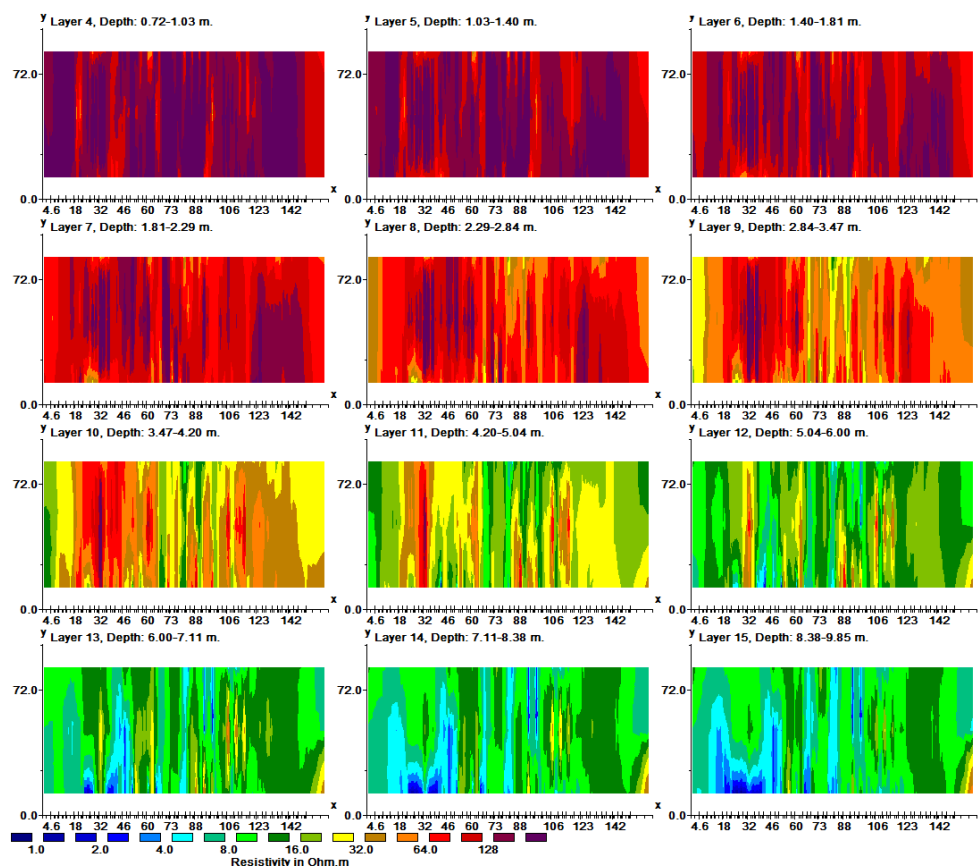 y Layer 4, Depth: 0.72-1.03 m.
72.0
0.0
x
4.6 18 32 46 60 73 88 106 123 142
y Layer 5, Depth: 1.03-1.40 m.
72.0
0.0
x
4.6 18 32 46 60 73 88 106 123 142
y Layer 6, Depth: 1.40-1.81 m.
72.0
0.0
x
4.6 18 32 46 60 73 88 106 123 142
y Layer 7, Depth: 1.81-2.29 m.
72.0
0.0
x
4.6 18 32 46 60 73 88 106 123 142
y Layer 8, Depth: 2.29-2.84 m.
72.0
0.0
x
4.6 18 32 46 60 73 88 106 123 142
y Layer 9, Depth: 2.84-3.47 m.
72.0
0.0
x
4.6 18 32 46 60 73 88 106 123 142
y Layer 10, Depth: 3.47-4.20 m.
72.0
0.0
x
4.6 18 32 46 60 73 88 106 123 142
y Layer 11, Depth: 4.20-5.04 m.
72.0
0.0
x
4.6 18 32 46 60 73 88 106 123 142
y Layer 12, Depth: 5.04-6.00 m.
72.0
0.0
x
4.6 18 32 46 60 73 88 106 123 142
y Layer 13, Depth: 6.00-7.11 m.
72.0
0.0
x
4.6 18 32 46 60 73 88 106 123 142
y Layer 14, Depth: 7.11-8.38 m.
72.0
0.0
x
4.6 18 32 46 60 73 88 106 123 142
y Layer 15, Depth: 8.38-9.85 m.
72.0
0.0
x
4.6 18 32 46 60 73 88 106 123 142
1.0 2.0 4.0 8.0 16.0 32.0 64.0 128
Resistivity in Ohm.m